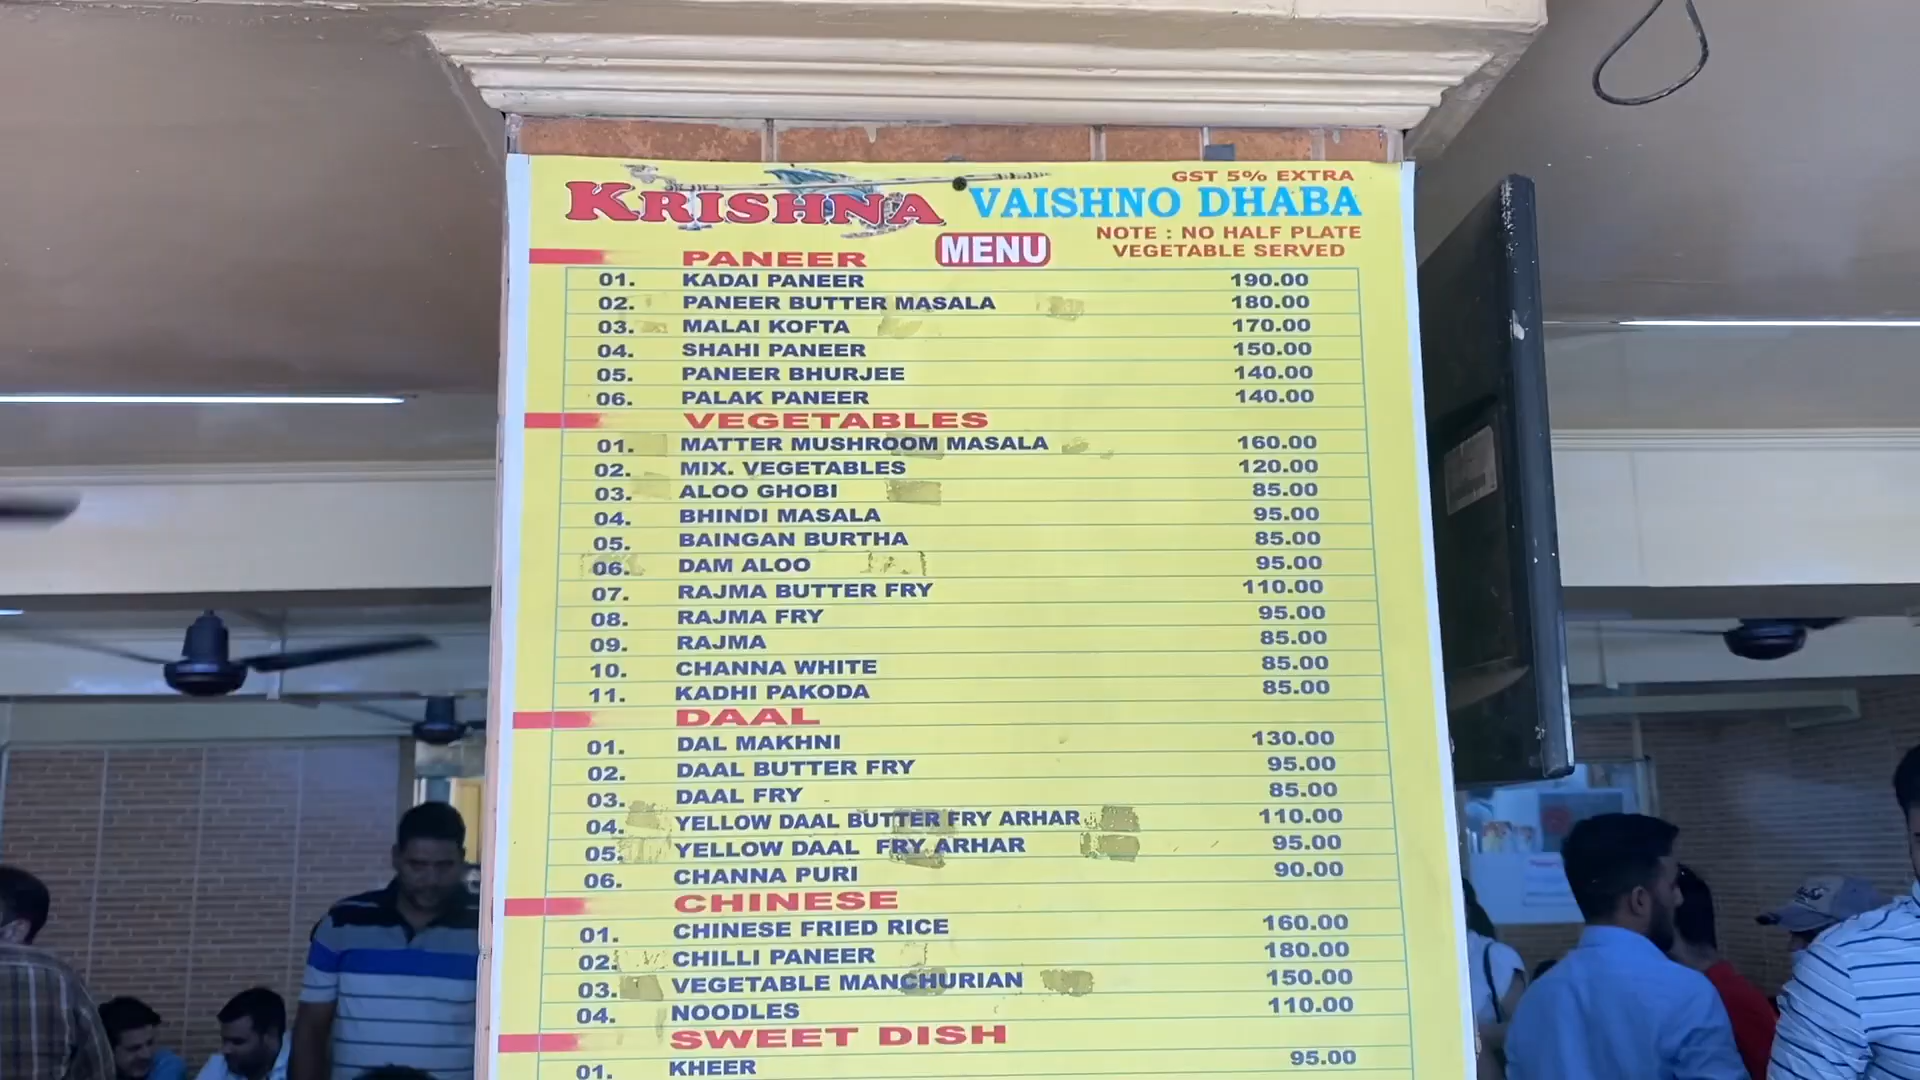 GST 5% EXTRA
KRISHNA VAISHNO DHABA
NOTE : NO HALF PLATE
VEGETABLE SERVED
MENU
PANEER
01. KADAI PANEER 190.00
02. PANEER BUTTER MASALA 180.00
03. MALAI KOFTA 170.00
04. SHAHI PANEER 150.00
05. PANEER BHURJEE 140.00
06. PALAK PANEER 140.00
VEGETABLES
01. MATTER MUSHROOM MASALA 160.00
02. MIX. VEGETABLES 120.00
03. ALOO GHOBI 85.00
04. BHINDI MASALA 95.00
05. BAINGAN BURTHA 85.00
06. DAM ALOO 95.00
07. RAJMA BUTTER FRY 110.00
08. RAJMA FRY 95.00
09. RAJMA 85.00
10. CHANNA WHITE 85.00
11. KADHI PAKODA 85.00
DAAL
01. DAL MAKHNI 130.00
02. DAAL BUTTER FRY 95.00
03. DAAL FRY 85.00
04. YELLOW DAAL BUTTER FRY ARHAR 110.00
05. YELLOW DAAL FRY ARHAR 95.00
06. CHANNA PURI 90.00
CHINESE
01. CHINESE FRIED RICE 160.00
02. CHILLI PANEER 180.00
03. VEGETABLE MANCHURIAN 150.00
04. NOODLES 110.00
SWEET DISH
01. KHEER 95.00